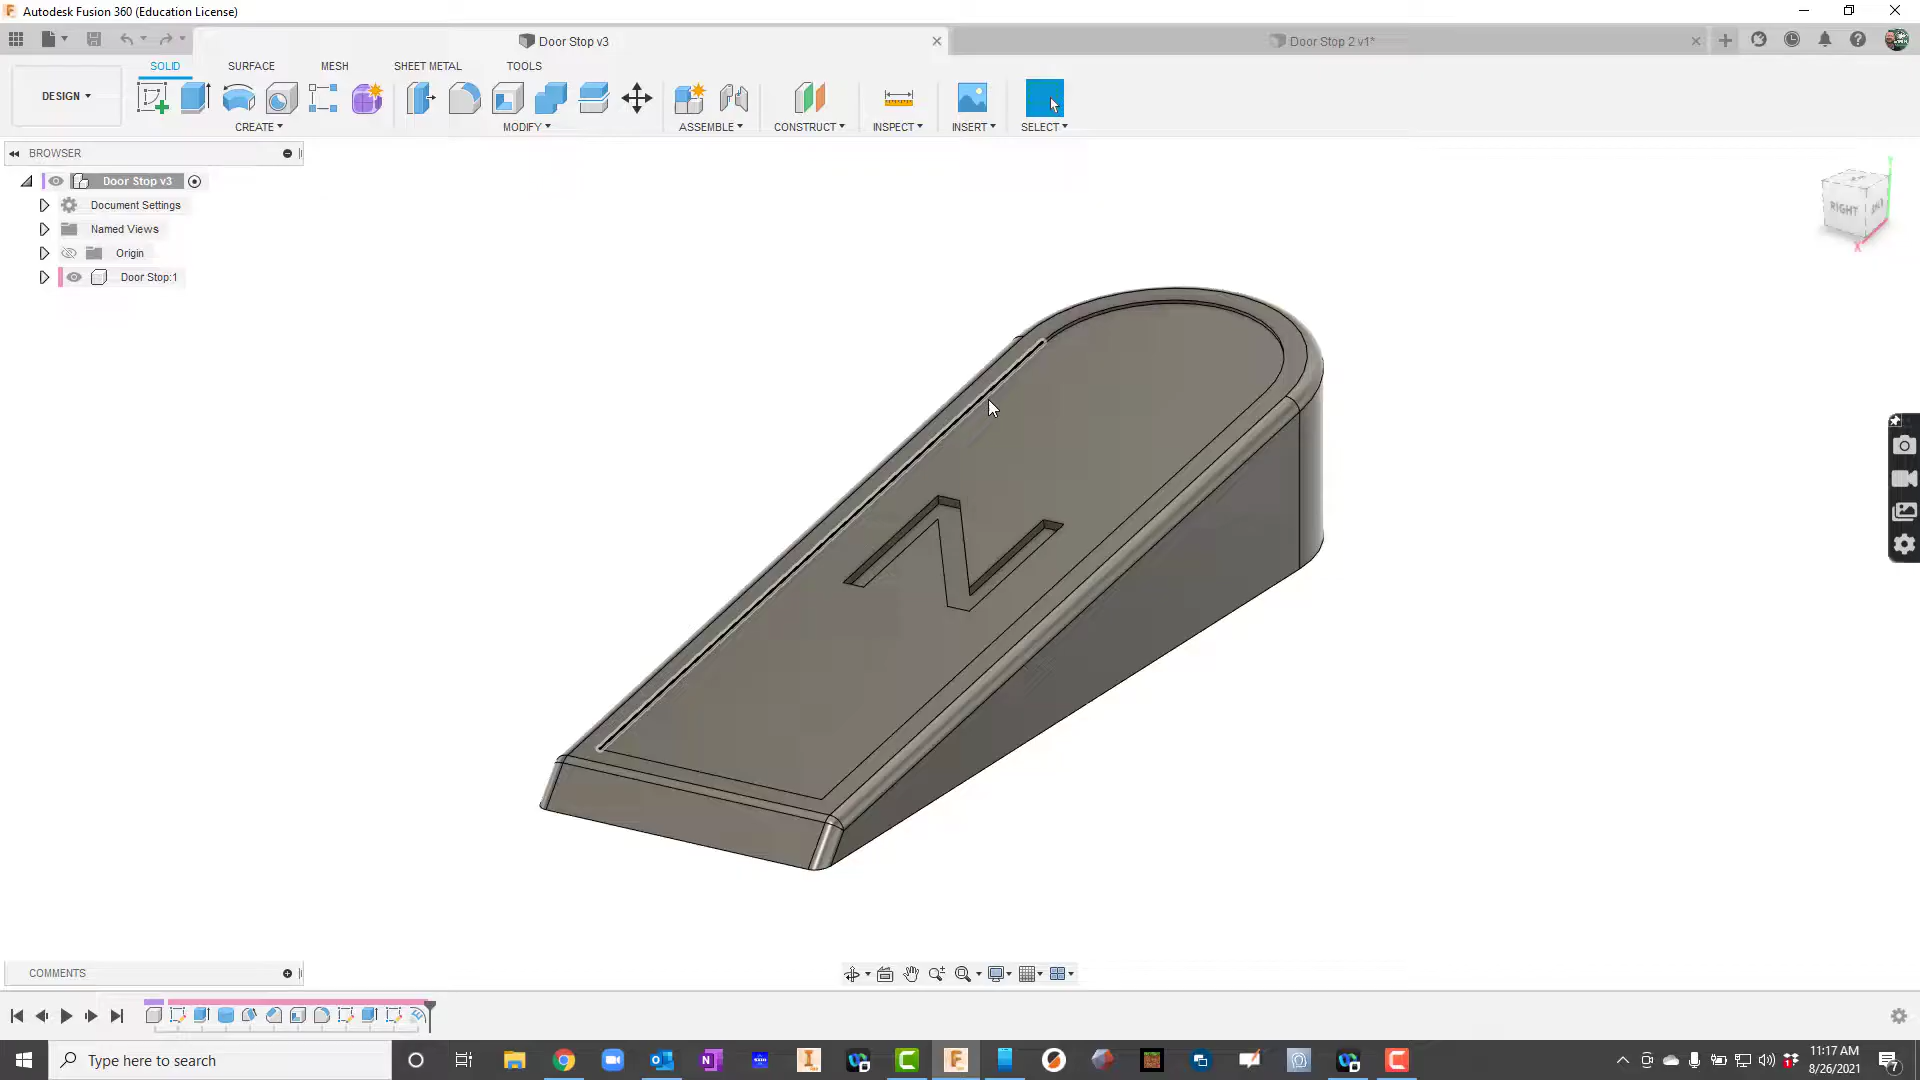 Autodesk Fusion 360 (Education License)
Door Stop v3
Door Stop 2 v1*
SOLID
SURFACE
MESH
SHEET METAL
TOOLS
DESIGN
CREATE
MODIFY
ASSEMBLE
CONSTRUCT
INSPECT
INSERT
SELECT
BROWSER
Door Stop v3
Document Settings
Named Views
Origin
Door Stop:1
RIGHT
N
COMMENTS
Type here to search
11:17 AM
8/26/2021
7